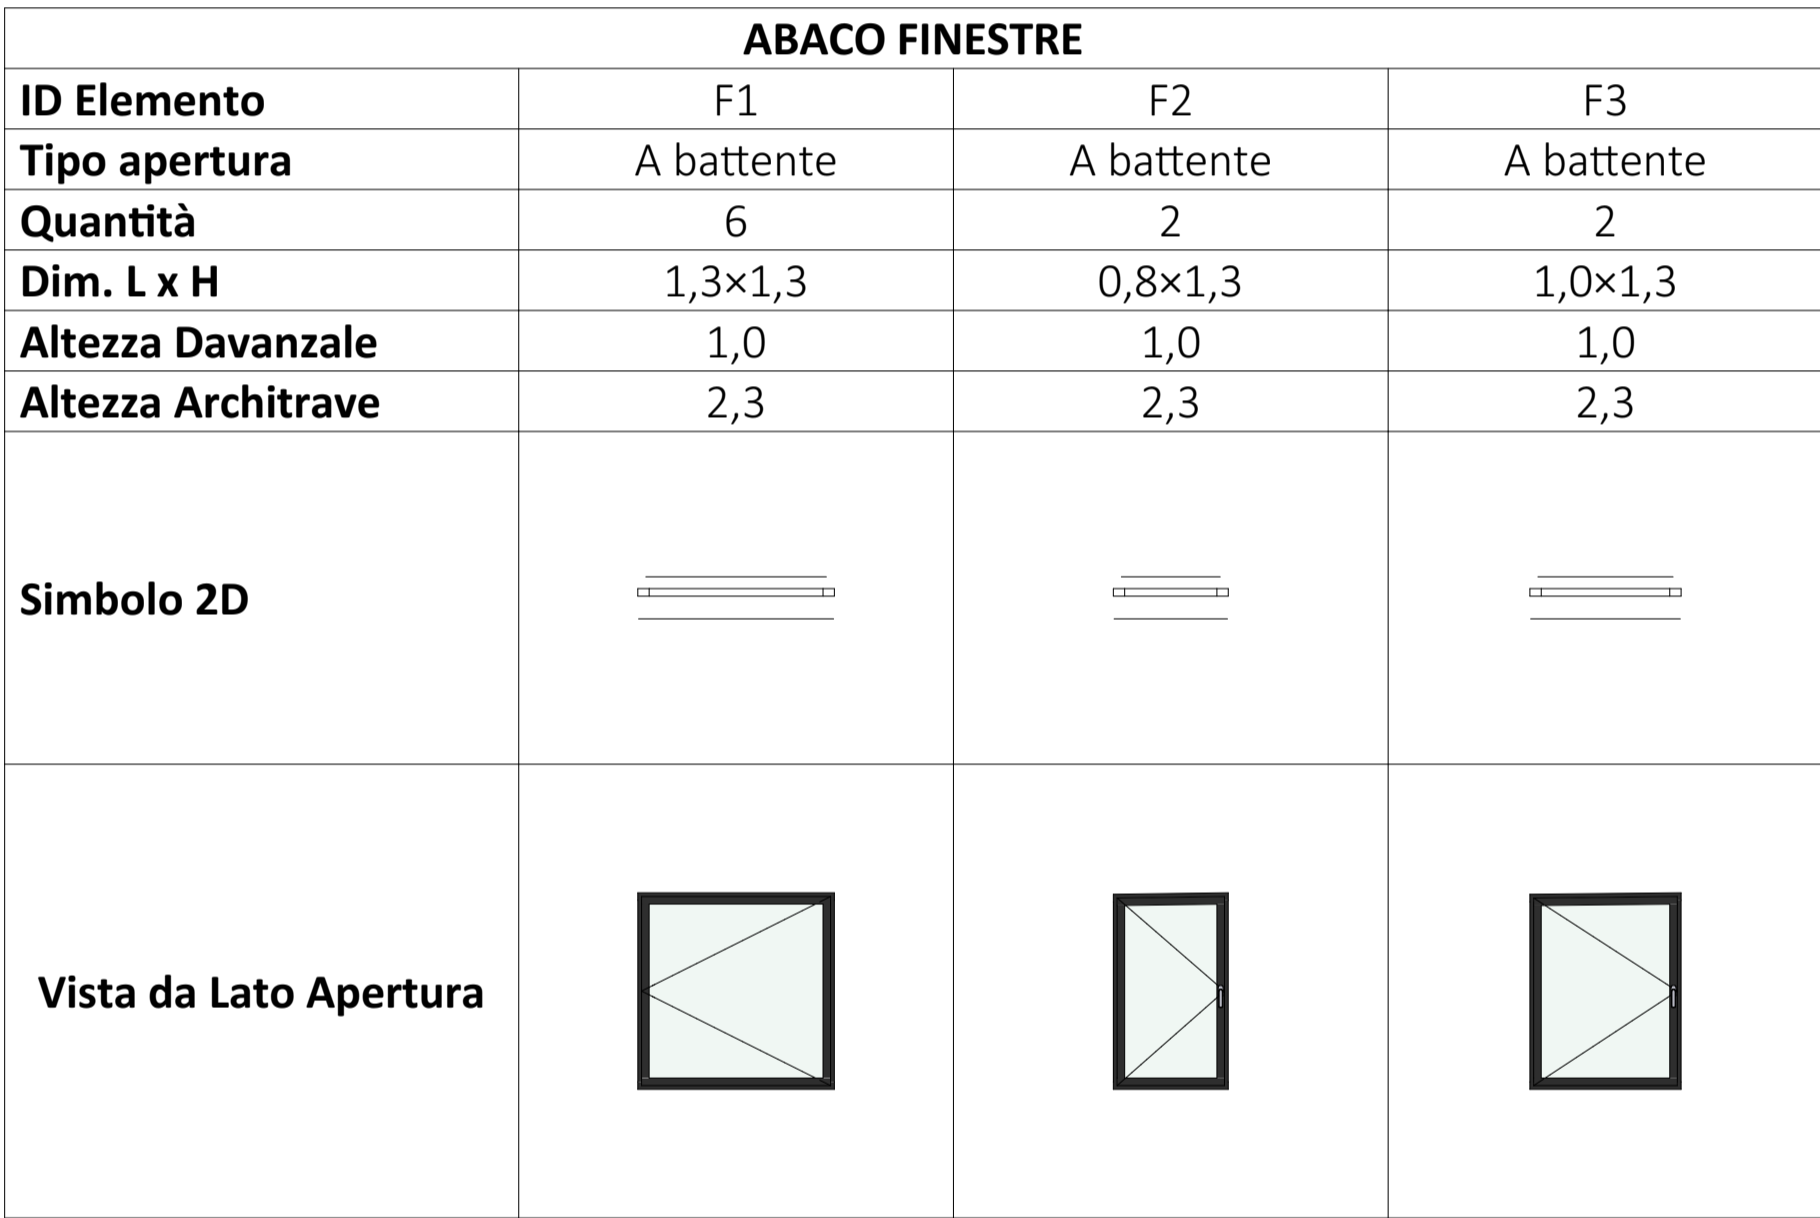 ABACO FINESTRE
ID Elemento F1 F2 F3
Tipo apertura A battente A battente A battente
Quantità 6 2 2
Dim. L x H 1,3×1,3 0,8×1,3 1,0×1,3
Altezza Davanzale 1,0 1,0 1,0
Altezza Architrave 2,3 2,3 2,3
Simbolo 2D
Vista da Lato Apertura